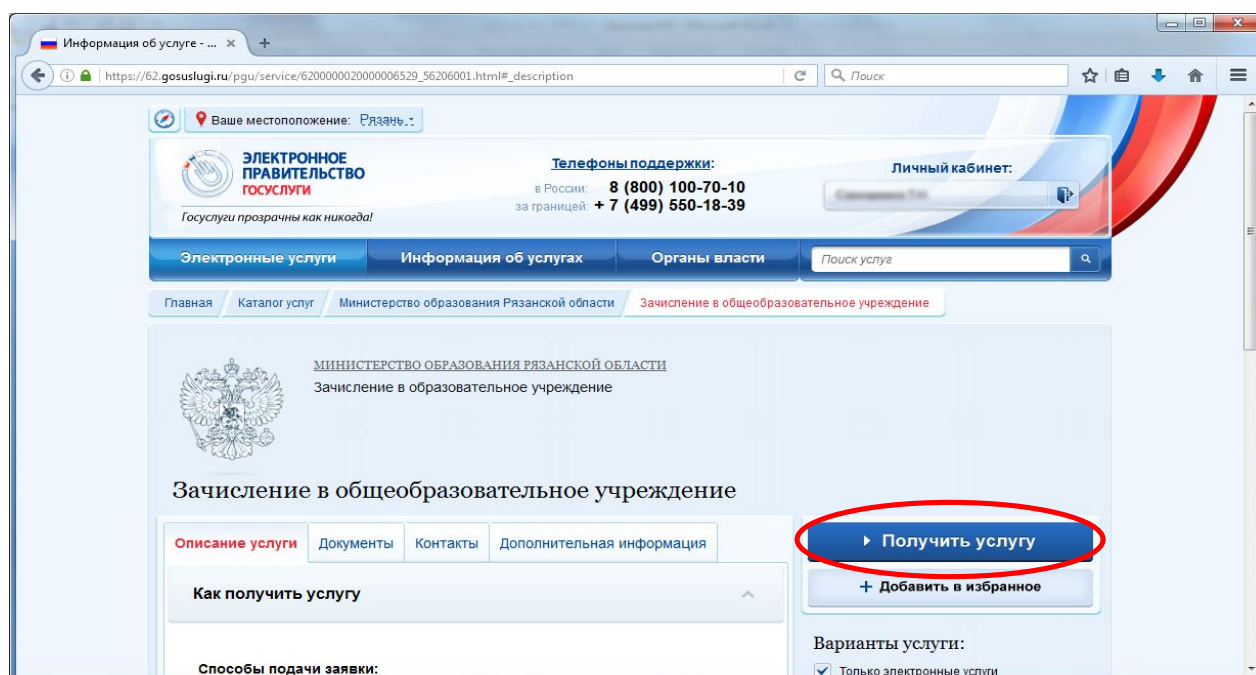 Информация об услуге - ...
https://62.gosuslugi.ru/pgu/service/6200000020000006529_56206001.html#_description
Поиск
Ваше местоположение: Рязань
ЭЛЕКТРОННОЕ
ПРАВИТЕЛЬСТВО
ГОСУСЛУГИ
Госуслуги прозрачны как никогда!
Телефоны поддержки:
в России: 8 (800) 100-70-10
за границей: + 7 (499) 550-18-39
Личный кабинет:
Электронные услуги
Информация об услугах
Органы власти
Поиск услуг
Главная
Каталог услуг
Министерство образования Рязанской области
Зачисление в общеобразовательное учреждение
МИНИСТЕРСТВО ОБРАЗОВАНИЯ РЯЗАНСКОЙ ОБЛАСТИ
Зачисление в образовательное учреждение
Зачисление в общеобразовательное учреждение
Описание услуги
Документы
Контакты
Дополнительная информация
Получить услугу
+ Добавить в избранное
Как получить услугу
Варианты услуги:
Только электронные услуги
Способы подачи заявки: